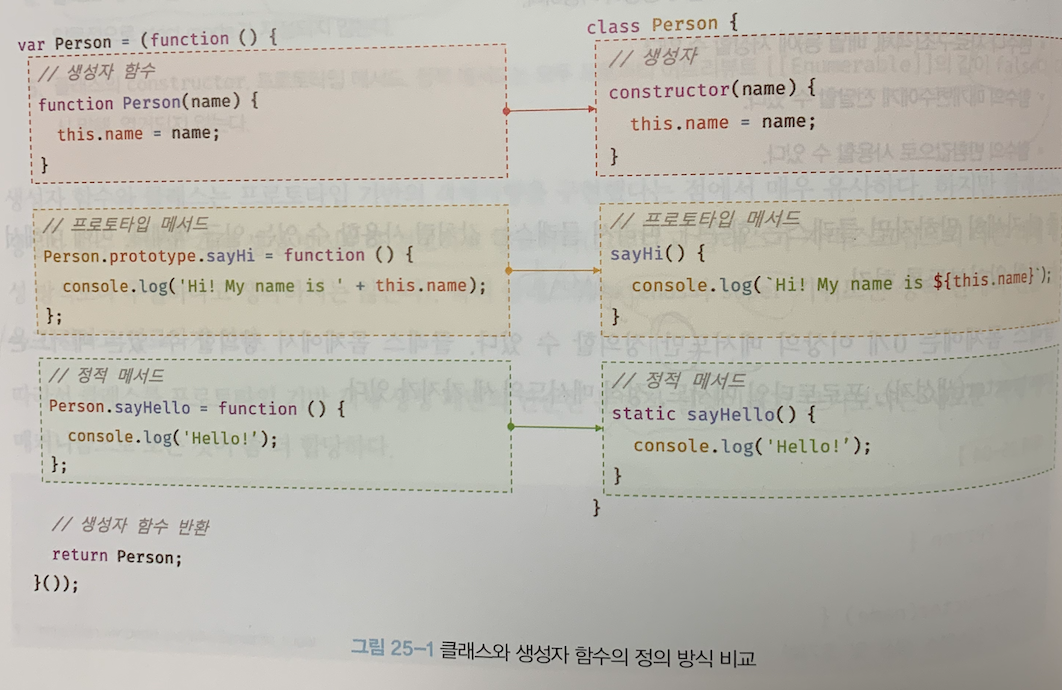 var Person = (function () {
// 생성자 함수
function Person(name) {
this.name = name;
}
// 프로토타입 메서드
Person.prototype.sayHi = function () {
console.log('Hi! My name is ' + this.name);
};
// 정적 메서드
Person.sayHello = function () {
console.log('Hello!');
};
// 생성자 함수 반환
return Person;
}());
class Person {
// 생성자
constructor(name) {
this.name = name;
}
// 프로토타입 메서드
sayHi() {
console.log(`Hi! My name is ${this.name}`);
}
// 정적 메서드
static sayHello() {
console.log('Hello!');
}
}
그림 25-1 클래스와 생성자 함수의 정의 방식 비교